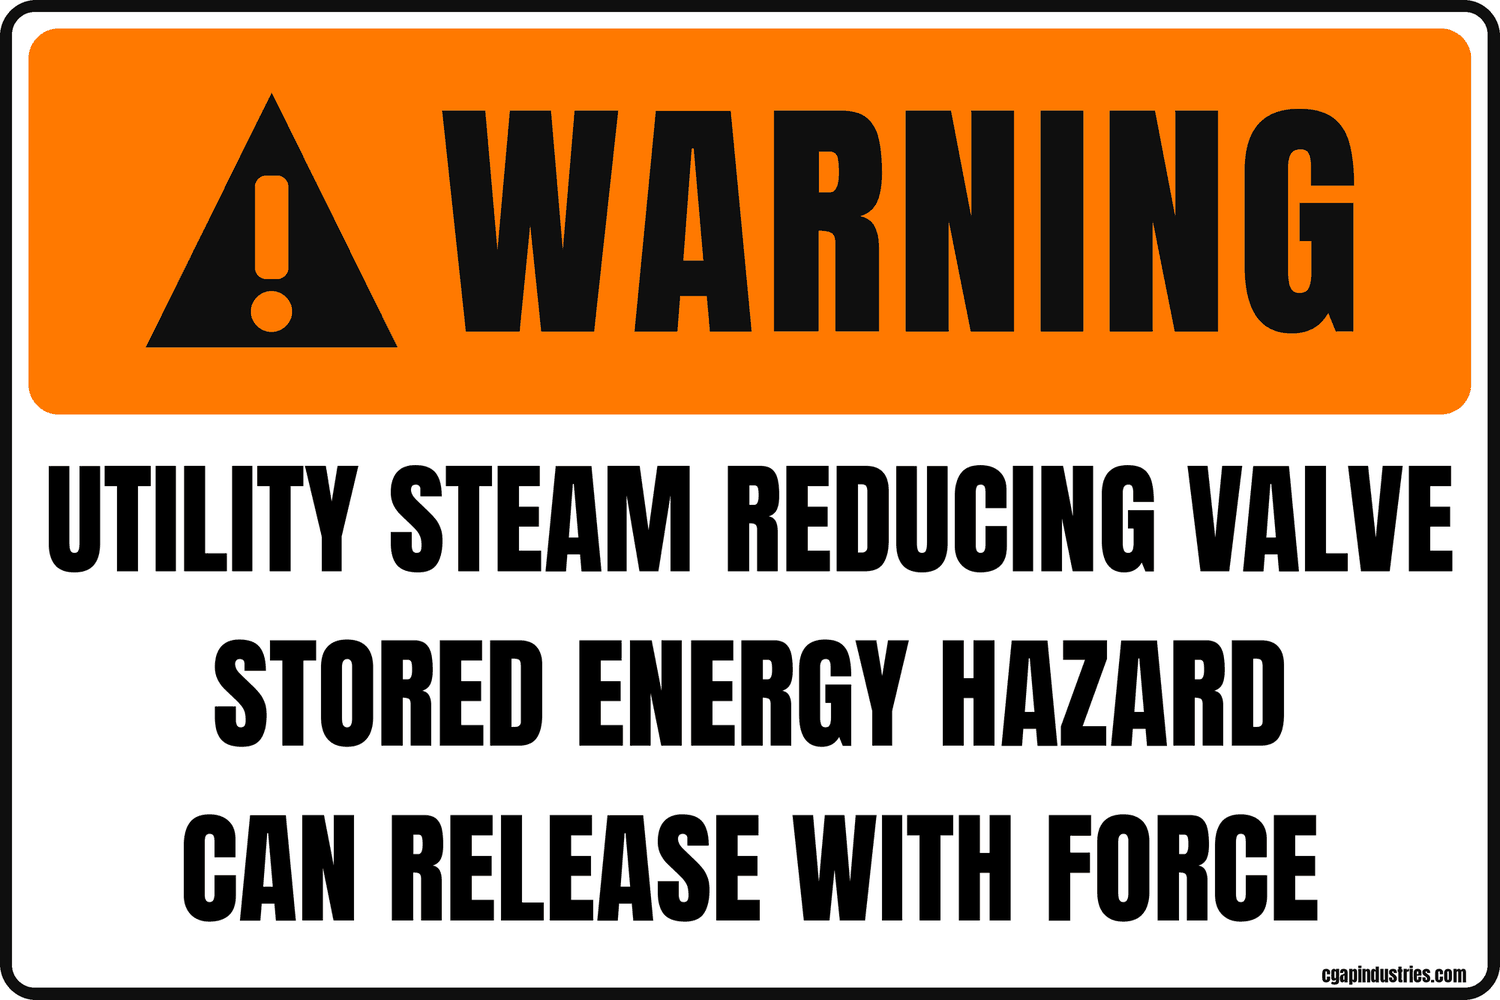 WARNING
UTILITY STEAM REDUCING VALVE
STORED ENERGY HAZARD
CAN RELEASE WITH FORCE
cgapindustries.com